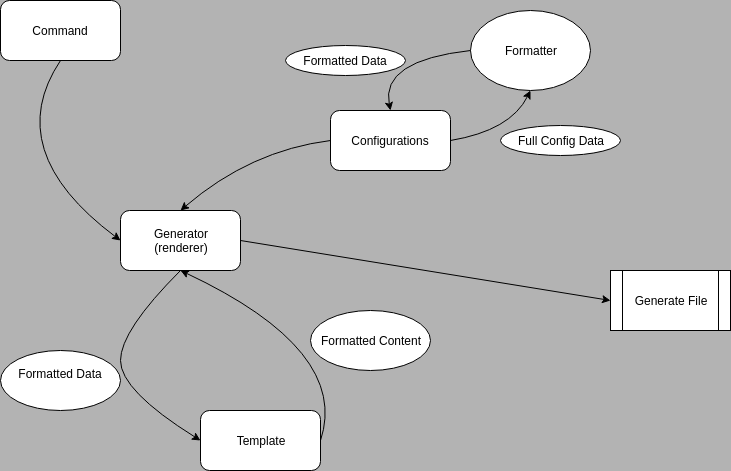 Command
Formatted Data
Formatter
Configurations
Full Config Data
Generator
(renderer)
Generate File
Formatted Content
Formatted Data
Template